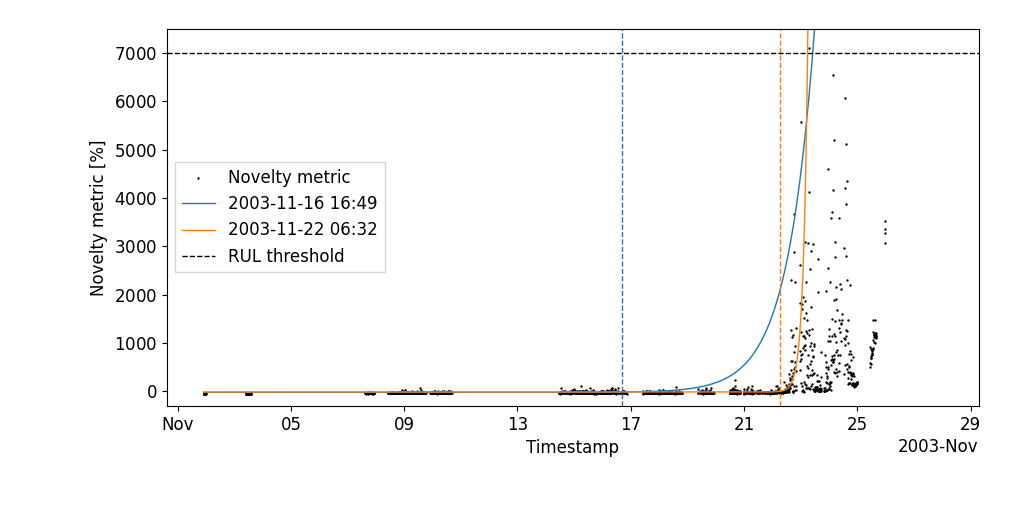 7000
6000
5000
4000
3000
2000
1000
0
Novelty metric [%]
Novelty metric
2003-11-16 16:49
2003-11-22 06:32
RUL threshold
Nov 05 09 13 17 21 25 29
Timestamp
2003-Nov